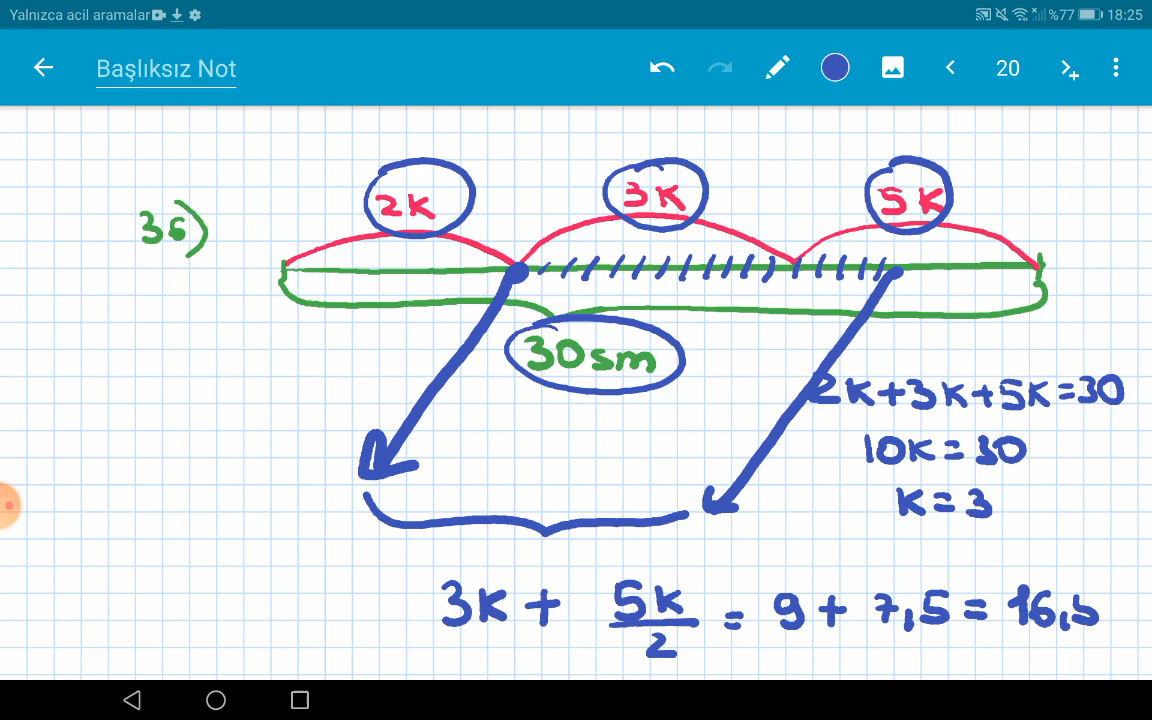 Yalnızca acil aramalar %77 18:25
Başlıksız Not 20
36)
2K 3K 5K
30sm
2K+3K+5K=30
10K=30
K=3
3K + 5K/2 = 9 + 7,5 = 16,5